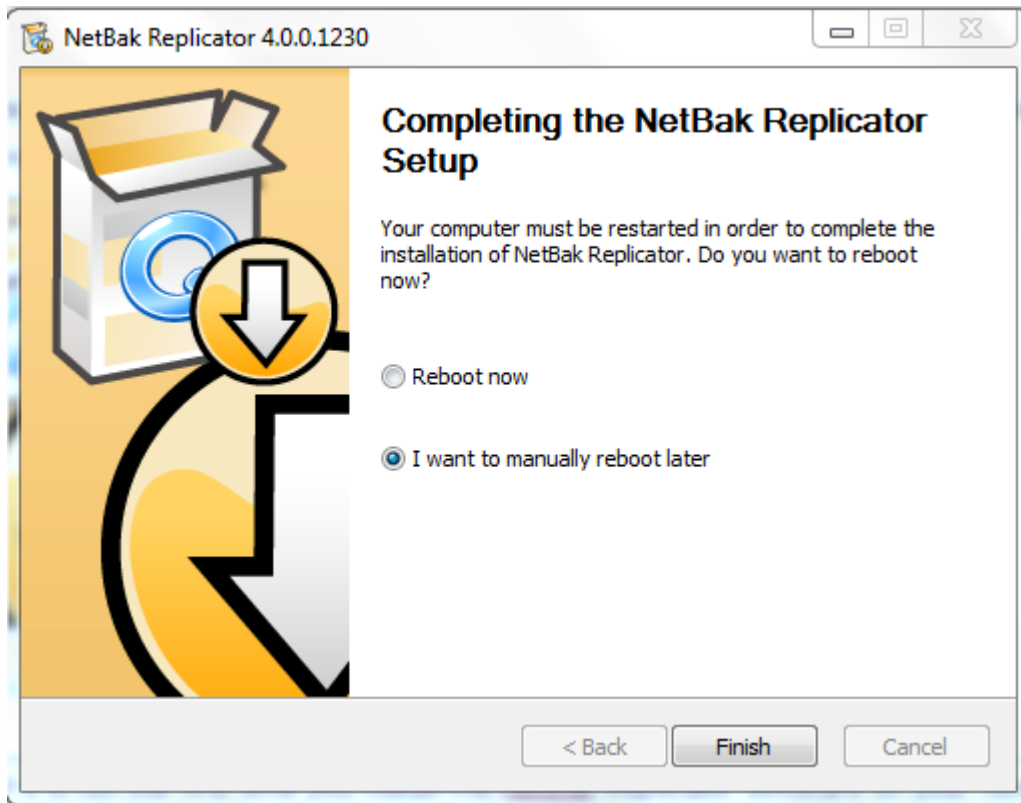 NetBak Replicator 4.0.0.1230
Completing the NetBak Replicator
Setup
Your computer must be restarted in order to complete the
installation of NetBak Replicator. Do you want to reboot
now?
Reboot now
I want to manually reboot later
< Back
Finish
Cancel